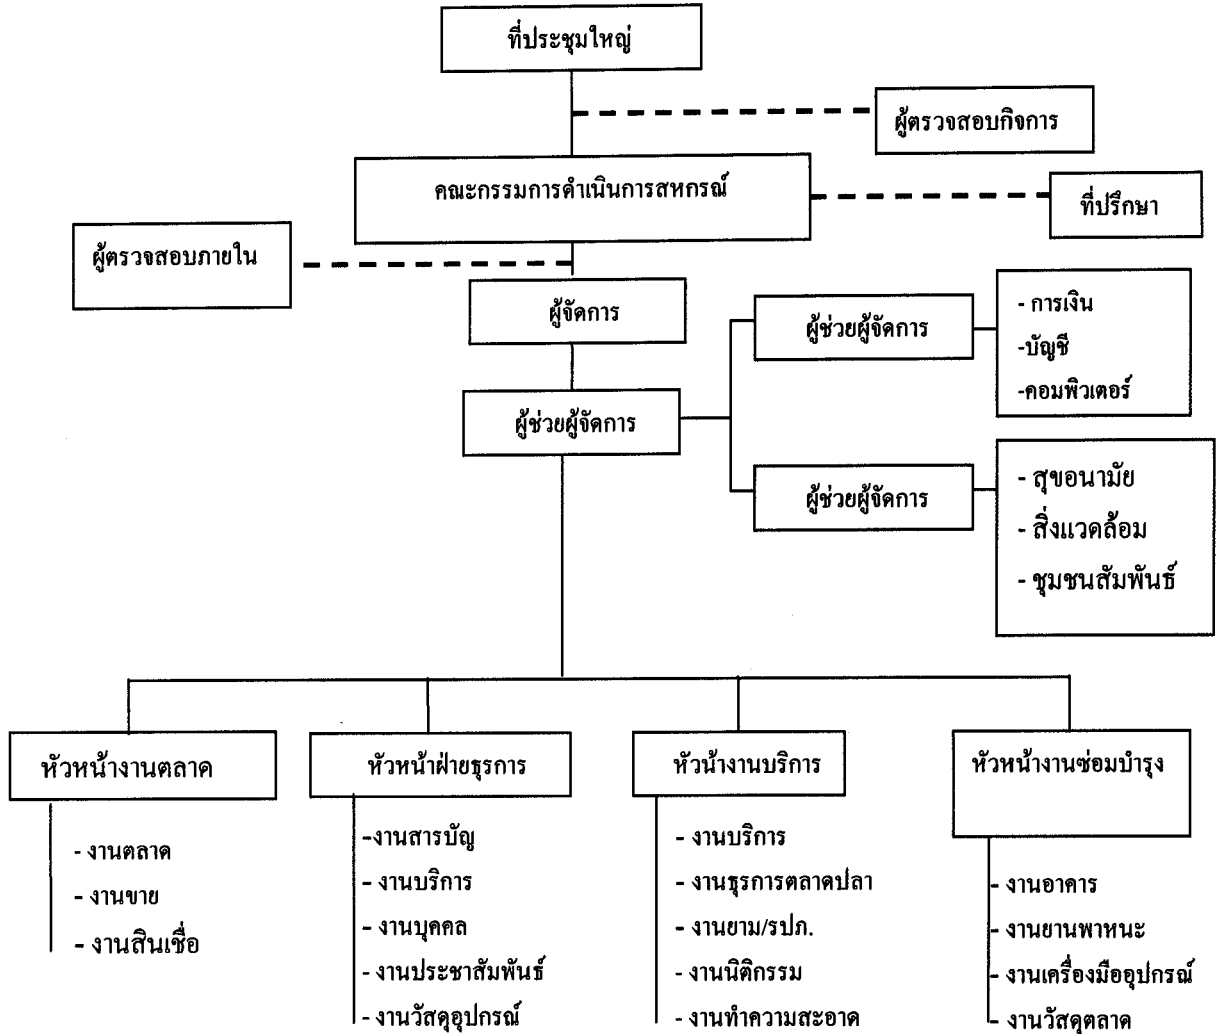 ที่ประชุมใหญ่
ผู้ตรวจสอบกิจการ
คณะกรรมการดำเนินการสหกรณ์
ที่ปรึกษา
ผู้ตรวจสอบภายใน
ผู้จัดการ
ผู้ช่วยผู้จัดการ
- การเงิน
-บัญชี
-คอมพิวเตอร์
ผู้ช่วยผู้จัดการ
ผู้ช่วยผู้จัดการ
- สุขอนามัย
- สิ่งแวดล้อม
- ชุมชนสัมพันธ์
หัวหน้างานตลาด
- งานตลาด
- งานขาย
- งานสินเชื่อ
หัวหน้าฝ่ายธุรการ
-งานสารบัญ
- งานบริการ
- งานบุคคล
- งานประชาสัมพันธ์
- งานวัสดุอุปกรณ์
หัวน้างานบริการ
- งานบริการ
- งานธุรการตลาดปลา
- งานยาม/รปภ.
- งานนิติกรรม
- งานทำความสะอาด
หัวหน้างานซ่อมบำรุง
- งานอาคาร
- งานยานพาหนะ
- งานเครื่องมืออุปกรณ์
- งานวัสดุตลาด